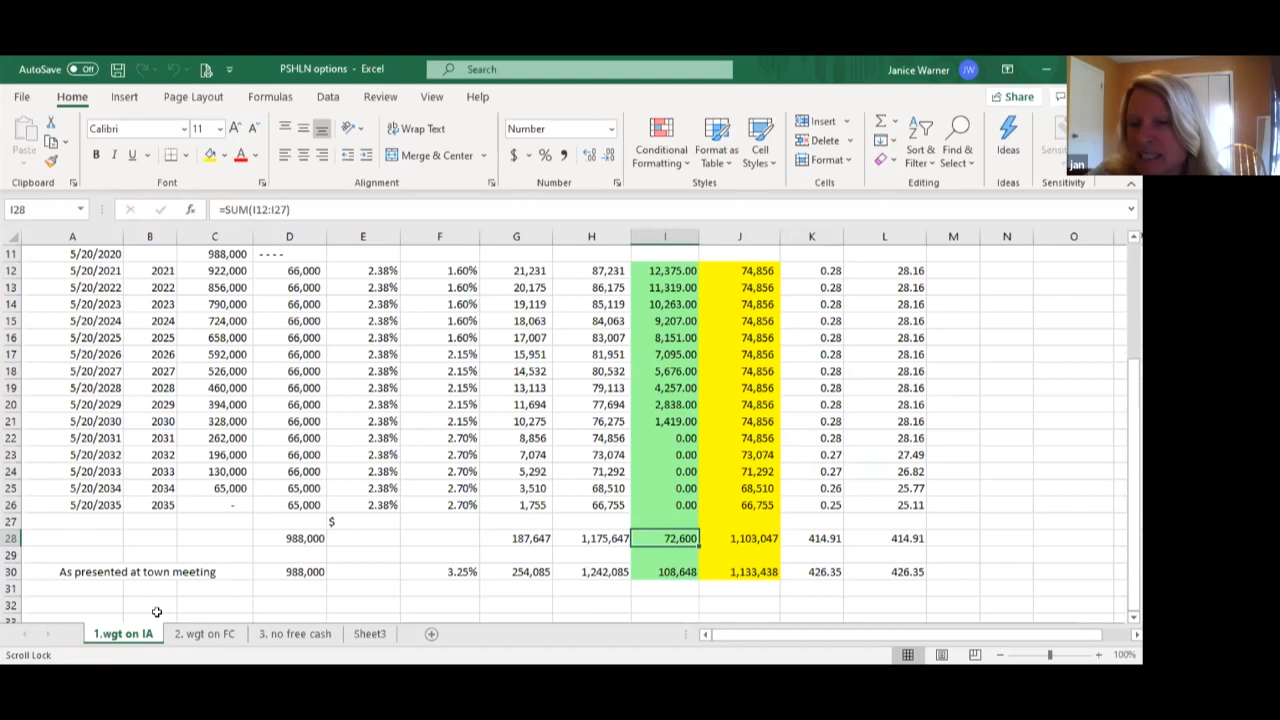 AutoSave Off PSHLN options - Excel Search Janice Warner JW
File Home Insert Page Layout Formulas Data Review View Help Share
Paste Calibri 11 A A Wrap Text Number Conditional Formatting Format as Table Cell Styles Insert Delete Format Sort & Filter Find & Select Ideas
B I U A Merge & Center $ %
Clipboard Font Alignment Number Styles Cells Editing Ideas Sensitivity
jan
I28 fx =SUM(I12:I27)
A B C D E F G H I J K L M N O
11 5/20/2020 988,000 ----
12 5/20/2021 2021 922,000 66,000 2.38% 1.60% 21,231 87,231 12,375.00 74,856 0.28 28.16
13 5/20/2022 2022 856,000 66,000 2.38% 1.60% 20,175 86,175 11,319.00 74,856 0.28 28.16
14 5/20/2023 2023 790,000 66,000 2.38% 1.60% 19,119 85,119 10,263.00 74,856 0.28 28.16
15 5/20/2024 2024 724,000 66,000 2.38% 1.60% 18,063 84,063 9,207.00 74,856 0.28 28.16
16 5/20/2025 2025 658,000 66,000 2.38% 1.60% 17,007 83,007 8,151.00 74,856 0.28 28.16
17 5/20/2026 2026 592,000 66,000 2.38% 2.15% 15,951 81,951 7,095.00 74,856 0.28 28.16
18 5/20/2027 2027 526,000 66,000 2.38% 2.15% 14,532 80,532 5,676.00 74,856 0.28 28.16
19 5/20/2028 2028 460,000 66,000 2.38% 2.15% 13,113 79,113 4,257.00 74,856 0.28 28.16
20 5/20/2029 2029 394,000 66,000 2.38% 2.15% 11,694 77,694 2,838.00 74,856 0.28 28.16
21 5/20/2030 2030 328,000 66,000 2.38% 2.15% 10,275 76,275 1,419.00 74,856 0.28 28.16
22 5/20/2031 2031 262,000 66,000 2.38% 2.70% 8,856 74,856 0.00 74,856 0.28 28.16
23 5/20/2032 2032 196,000 66,000 2.38% 2.70% 7,074 73,074 0.00 73,074 0.27 27.49
24 5/20/2033 2033 130,000 66,000 2.38% 2.70% 5,292 71,292 0.00 71,292 0.27 26.82
25 5/20/2034 2034 65,000 65,000 2.38% 2.70% 3,510 68,510 0.00 68,510 0.26 25.77
26 5/20/2035 2035 - 65,000 2.38% 2.70% 1,755 66,755 0.00 66,755 0.25 25.11
27 $
28 988,000 187,647 1,175,647 72,600 1,103,047 414.91 414.91
29
30 As presented at town meeting 988,000 3.25% 254,085 1,242,085 108,648 1,133,438 426.35 426.35
31
32
1.wgt on IA 2. wgt on FC 3. no free cash Sheet3
Scroll Lock 100%